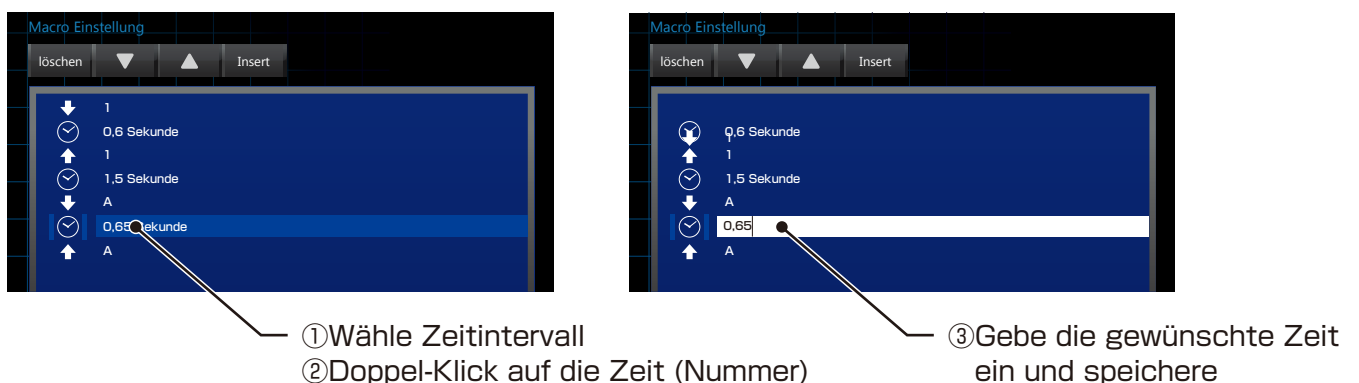 Macro Einstellung
löschen Insert
1
0,6 Sekunde
1
1,5 Sekunde
A
0,65 Sekunde
A
①Wähle Zeitintervall
②Doppel-Klick auf die Zeit (Nummer)
Macro Einstellung
löschen Insert
0,6 Sekunde
1
1
1,5 Sekunde
A
0,65
A
③Gebe die gewünschte Zeit
ein und speichere